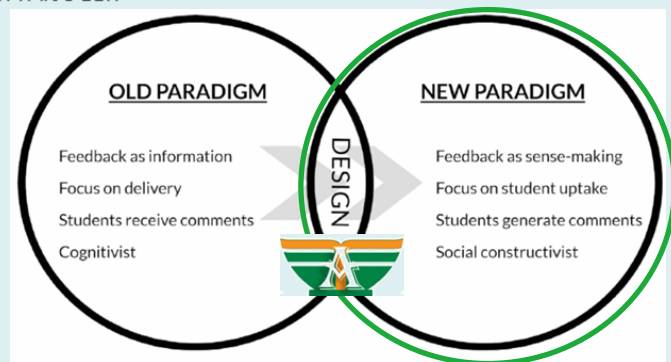 OLD PARADIGM
Feedback as information
Focus on delivery
Students receive comments
Cognitivist
DESIGN
A
NEW PARADIGM
Feedback as sense-making
Focus on student uptake
Students generate comments
Social constructivist